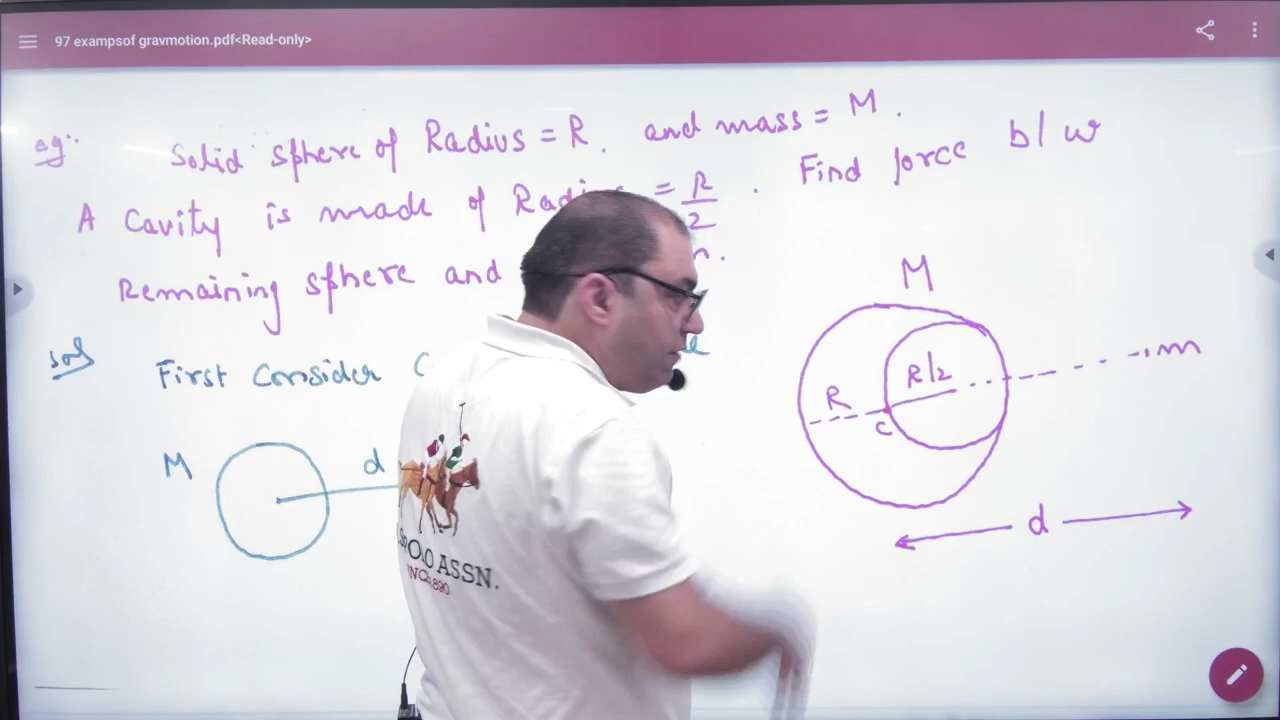 97 exampsof gravmotion.pdf<Read-only>
eg:- Solid sphere of Radius = R. and mass = M.
A Cavity is made of = R/2 . Find force b/w
Remaining sphere and
M
Sol First Consider
R/2
m
R
C
M
d
d
ASSN.